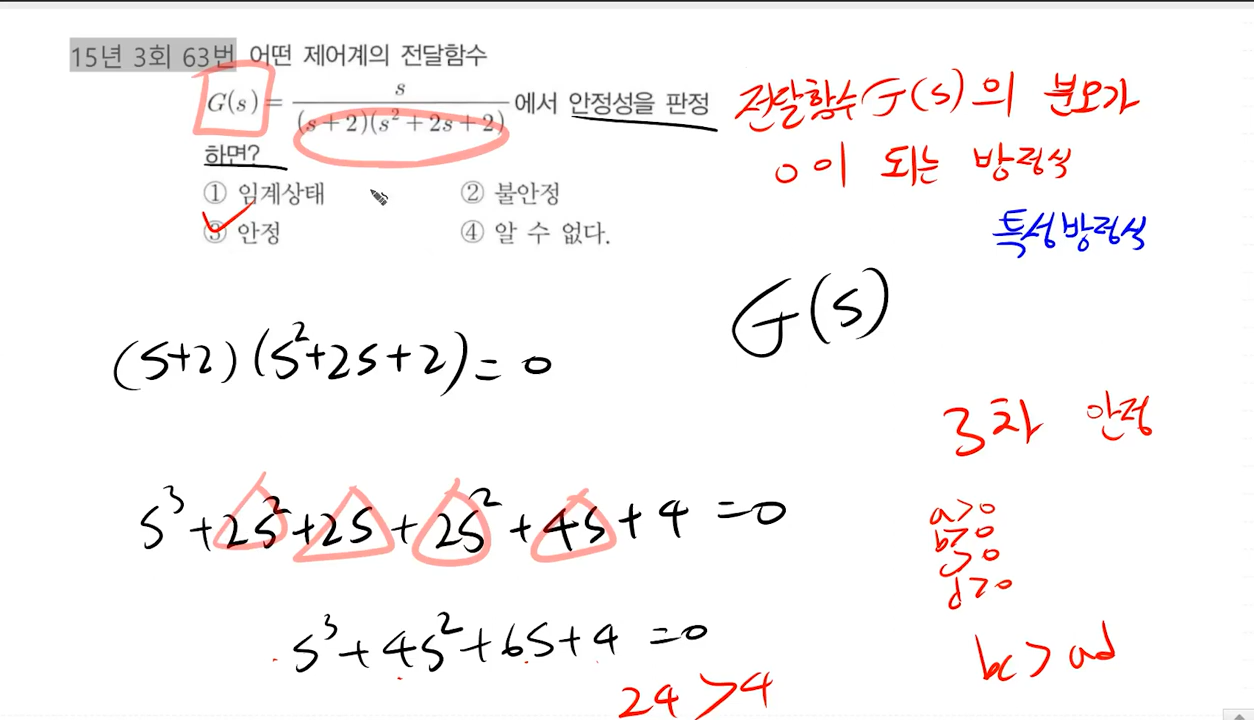 15년 3회 63번 어떤 제어계의 전달함수
G(s) = s / (s+2)(s²+2s+2) 에서 안정성을 판정
하면?
① 임계상태 ② 불안정
③ 안정 ④ 알 수 없다.
전달함수 G(s)의 분모가
0이 되는 방정식
특성방정식
G(s)
(s+2)(s²+2s+2)=0
3차 안정
s³+2s²+2s+2s²+4s+4=0
a>0
b>0
c>0
d>0
s³+4s²+6s+4=0
bc>ad
24>4